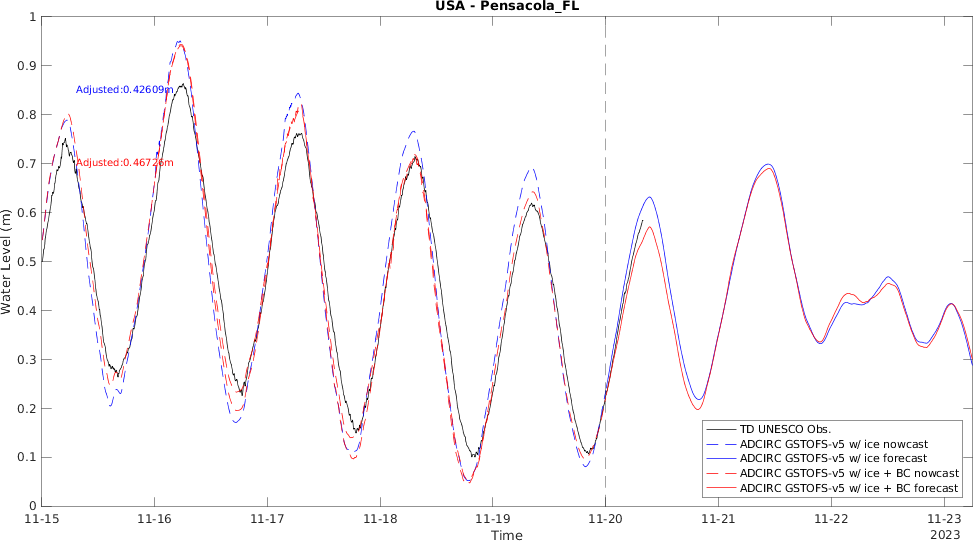 USA - Pensacola_FL
1
0.9
0.8
0.7
0.6
0.5
0.4
0.3
0.2
0.1
0
Water Level (m)
Adjusted:0.42609m
Adjusted:0.46726m
TD UNESCO Obs.
ADCIRC GSTOFS-v5 w/ ice nowcast
ADCIRC GSTOFS-v5 w/ ice forecast
ADCIRC GSTOFS-v5 w/ ice + BC nowcast
ADCIRC GSTOFS-v5 w/ ice + BC forecast
11-15 11-16 11-17 11-18 11-19 11-20 11-21 11-22 11-23
Time
2023